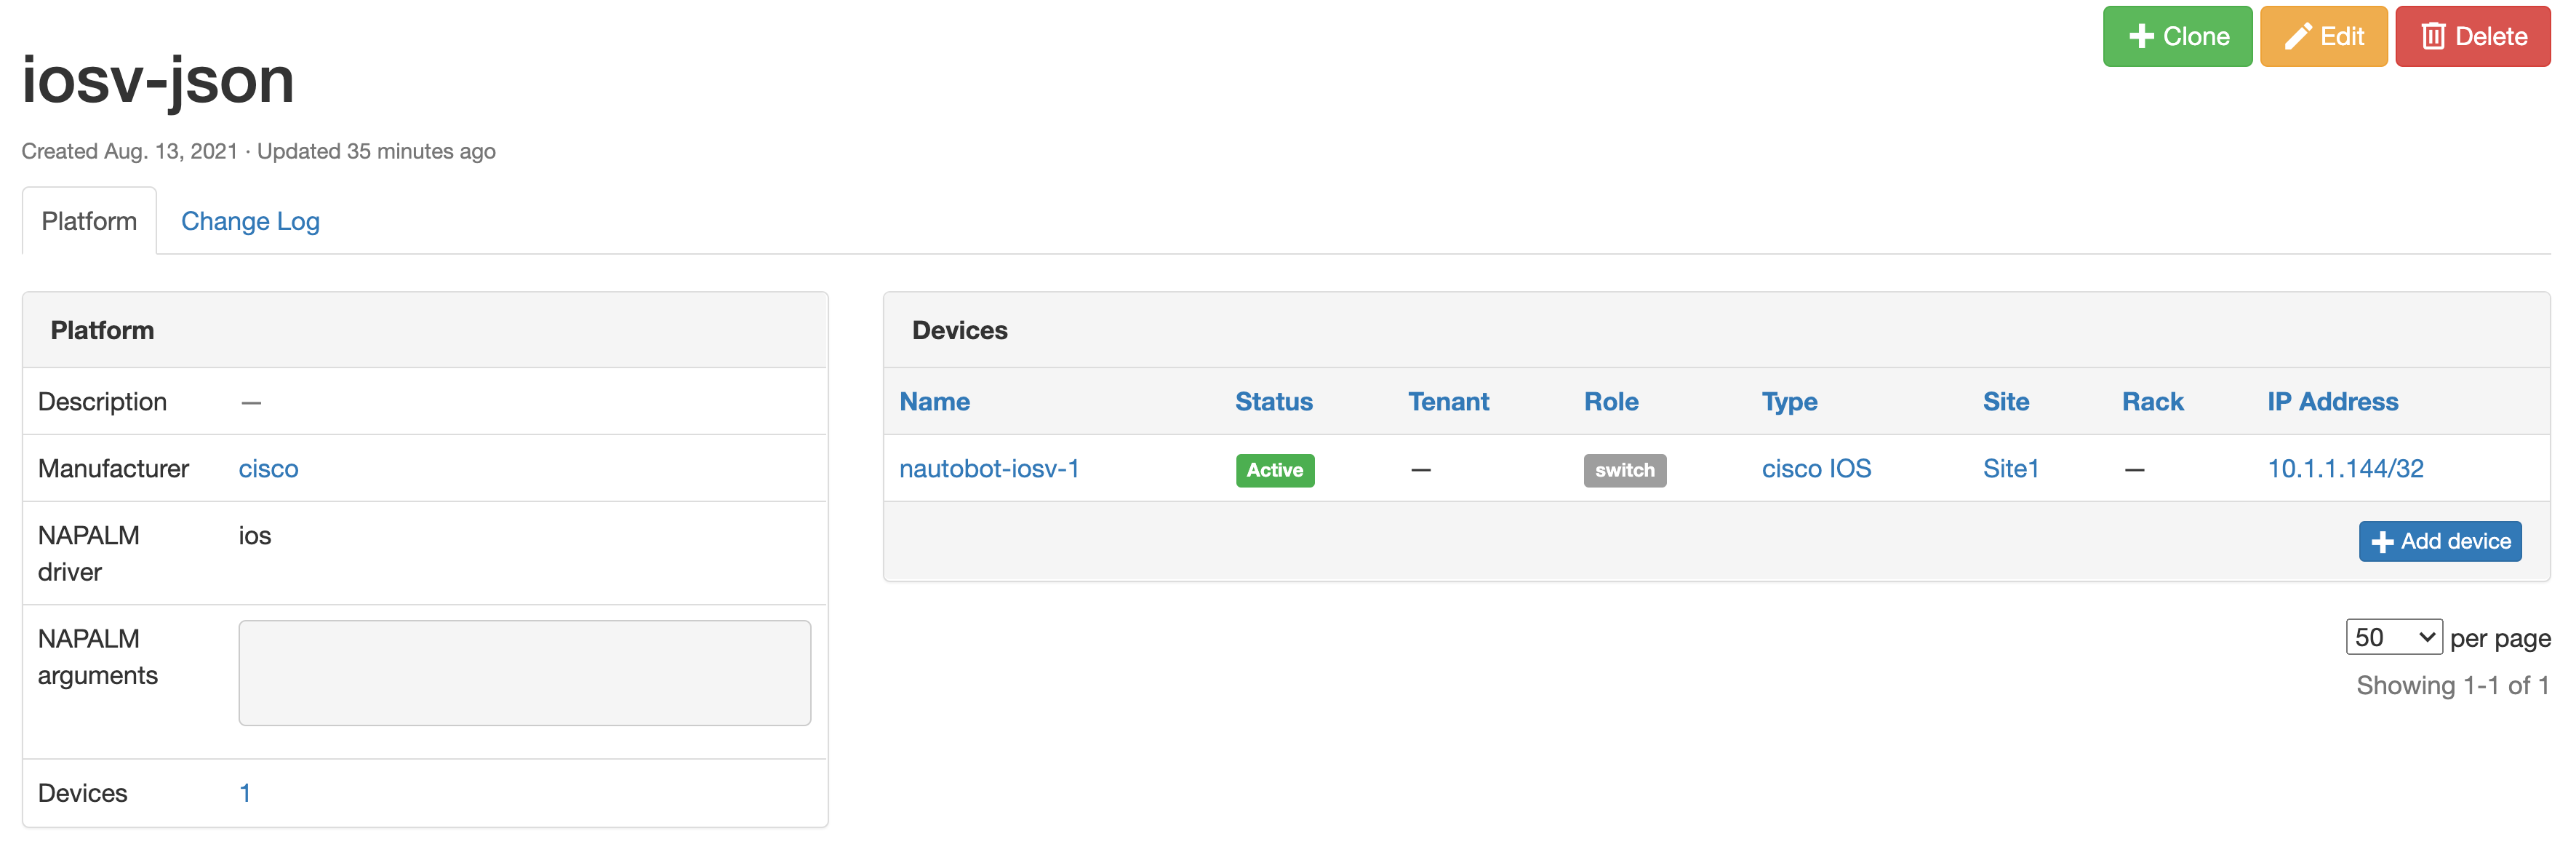 Clone Edit Delete
iosv-json
Created Aug. 13, 2021 · Updated 35 minutes ago
Platform Change Log
Platform
Description —
Manufacturer cisco
NAPALM driver ios
NAPALM arguments
Devices 1
Devices
Name Status Tenant Role Type Site Rack IP Address
nautobot-iosv-1 Active — switch cisco IOS Site1 — 10.1.1.144/32
Add device
50 per page
Showing 1-1 of 1